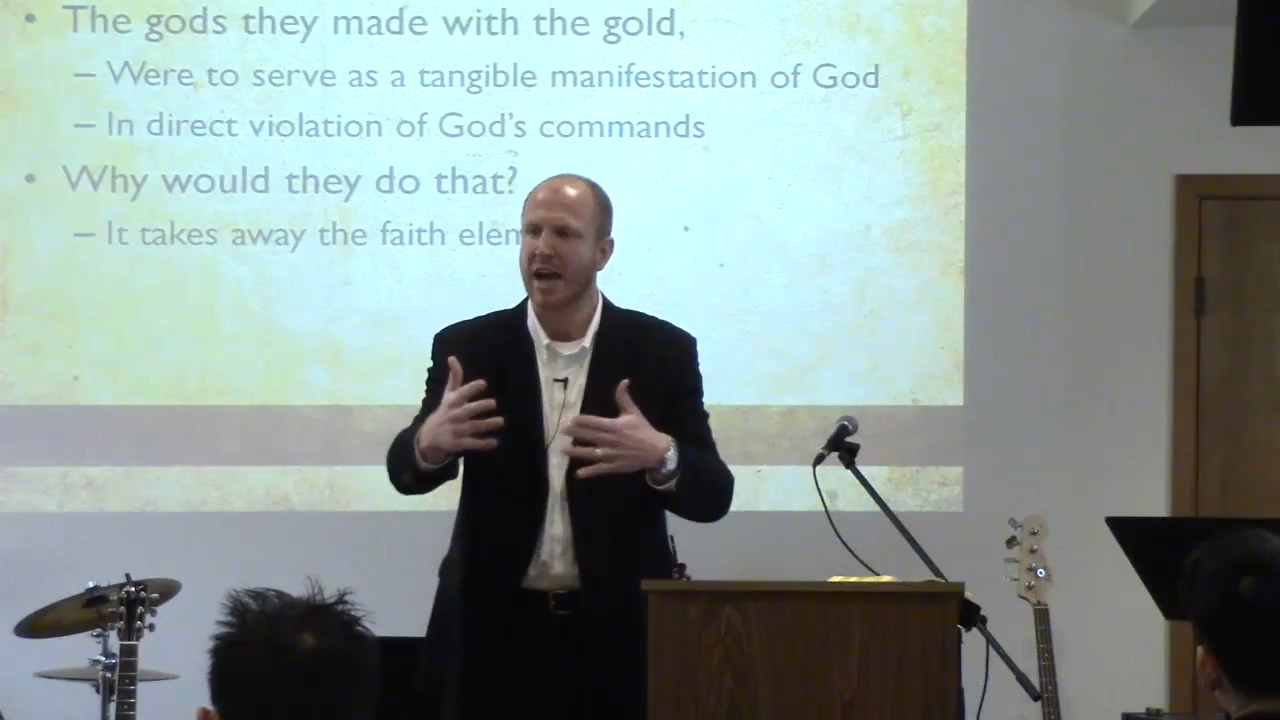 • The gods they made with the gold,
– Were to serve as a tangible manifestation of God
– In direct violation of God's commands
• Why would they do that?
– It takes away the faith